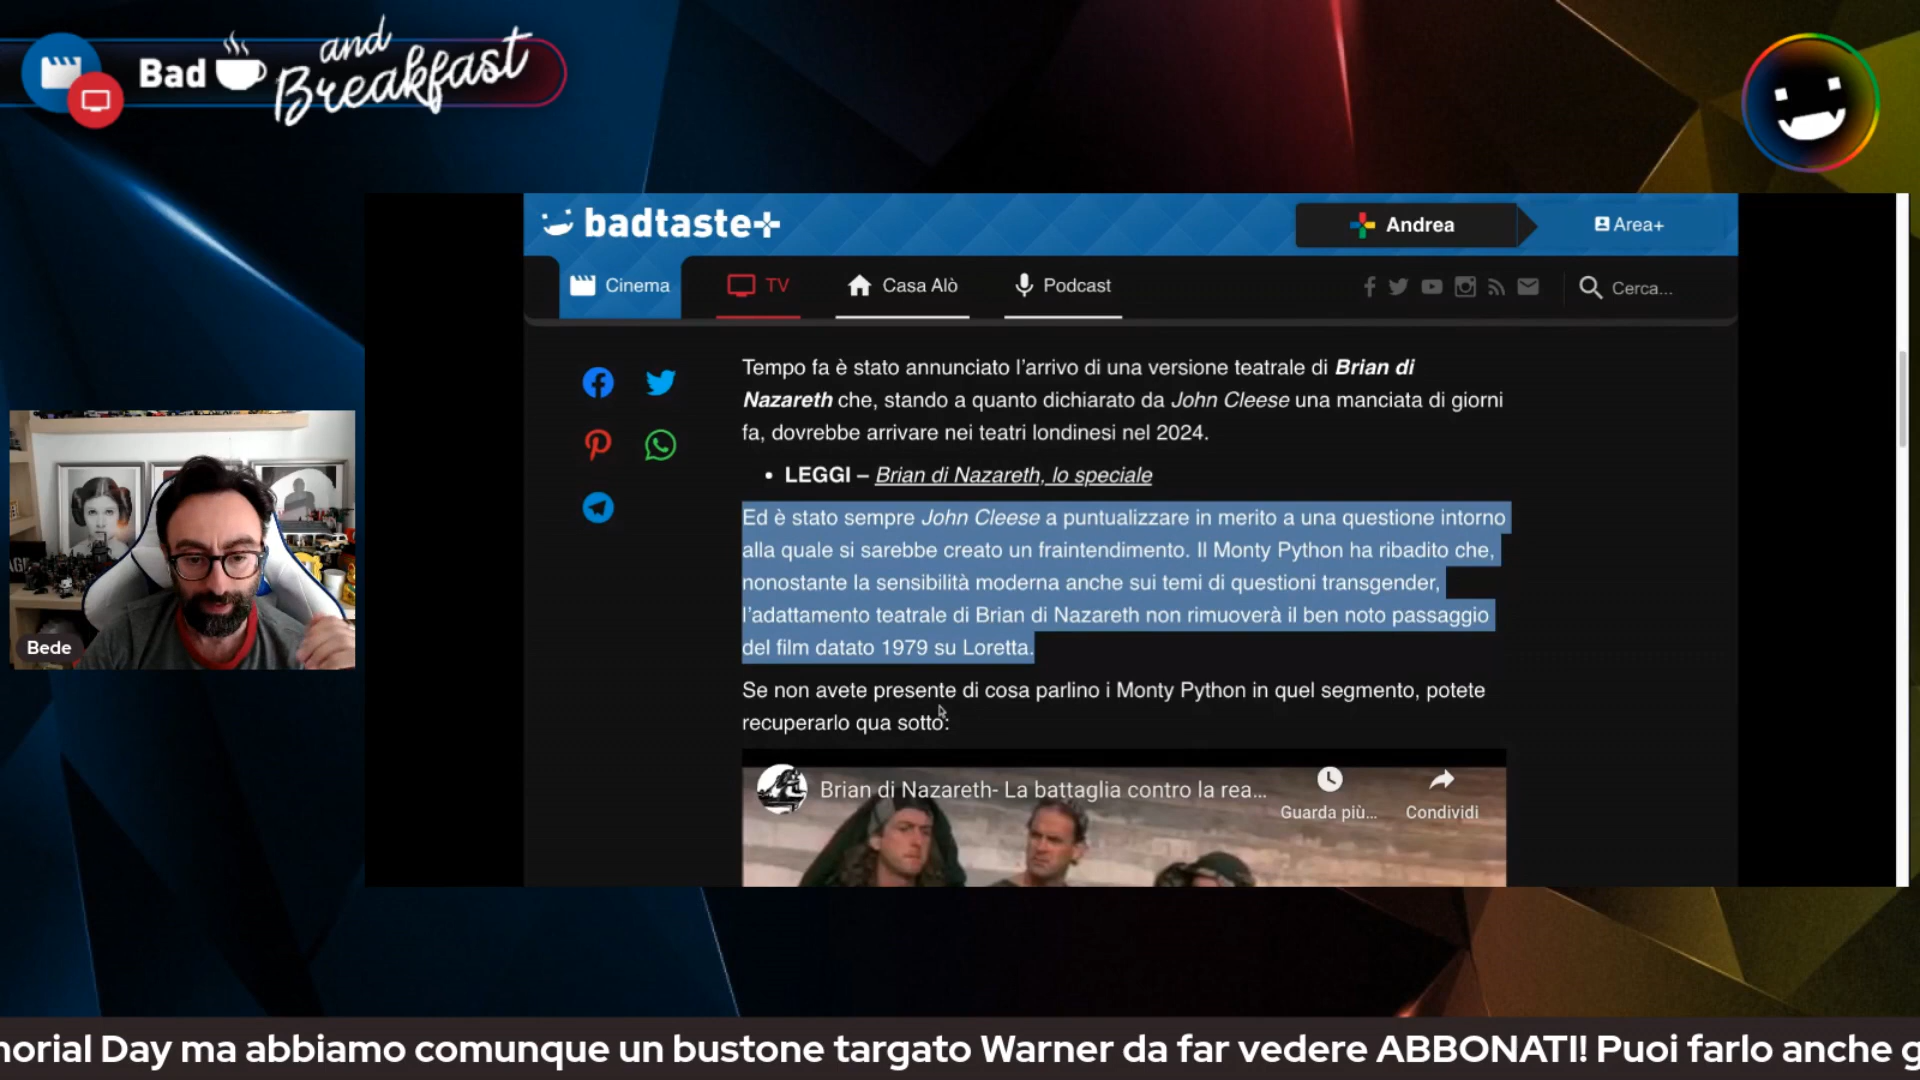 Bad and Breakfast
badtaste+
Andrea
Area+
Cinema
TV
Casa Alò
Podcast
Cerca...
Tempo fa è stato annunciato l'arrivo di una versione teatrale di Brian di
Nazareth che, stando a quanto dichiarato da John Cleese una manciata di giorni
fa, dovrebbe arrivare nei teatri londinesi nel 2024.
• LEGGI – Brian di Nazareth, lo speciale
Ed è stato sempre John Cleese a puntualizzare in merito a una questione intorno
alla quale si sarebbe creato un fraintendimento. Il Monty Python ha ribadito che,
nonostante la sensibilità moderna anche sui temi di questioni transgender,
l'adattamento teatrale di Brian di Nazareth non rimuoverà il ben noto passaggio
del film datato 1979 su Loretta.
Se non avete presente di cosa parlino i Monty Python in quel segmento, potete
recuperarlo qua sotto:
Brian di Nazareth- La battaglia contro la rea...
Guarda più...
Condividi
Bede
norial Day ma abbiamo comunque un bustone targato Warner da far vedere ABBONATI! Puoi farlo anche g